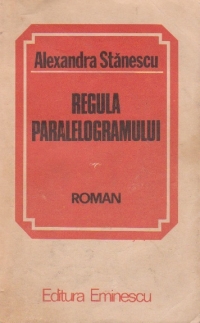 Alexandra Stănescu
REGULA
PARALELOGRAMULUI
ROMAN
Editura Eminescu